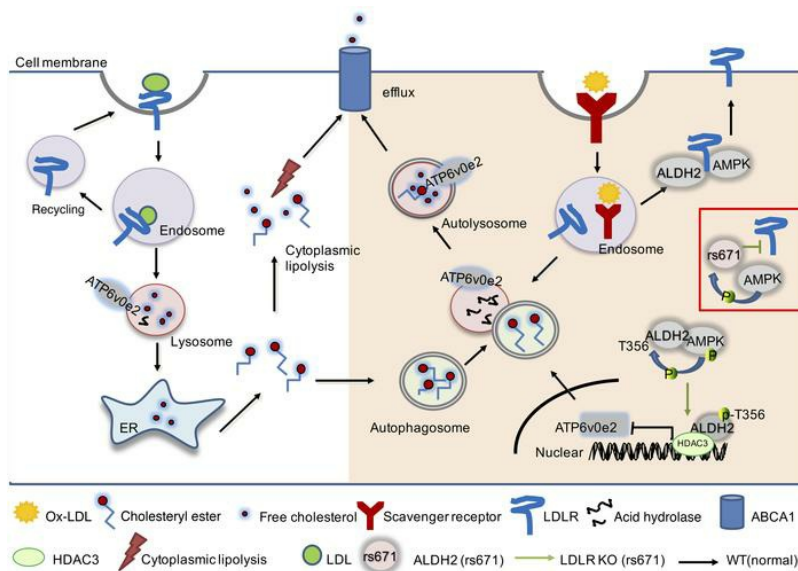 Cell membrane
efflux
ATP6v0e2
ALDH2
AMPK
Recycling
Endosome
Autolysosome
Endosome
Cytoplasmic
lipolysis
rs671
AMPK
P
ATP6v0e2
ATP6v0e2
Lysosome
T356
ALDH2
AMPK
P
P
ER
Autophagosome
ATP6v0e2
Nuclear
p-T356
ALDH2
HDAC3
Ox-LDL
Cholesteryl ester
Free cholesterol
Scavenger receptor
LDLR
Acid hydrolase
ABCA1
HDAC3
Cytoplasmic lipolysis
LDL
rs671
ALDH2 (rs671)
LDLR KO (rs671)
WT(normal)